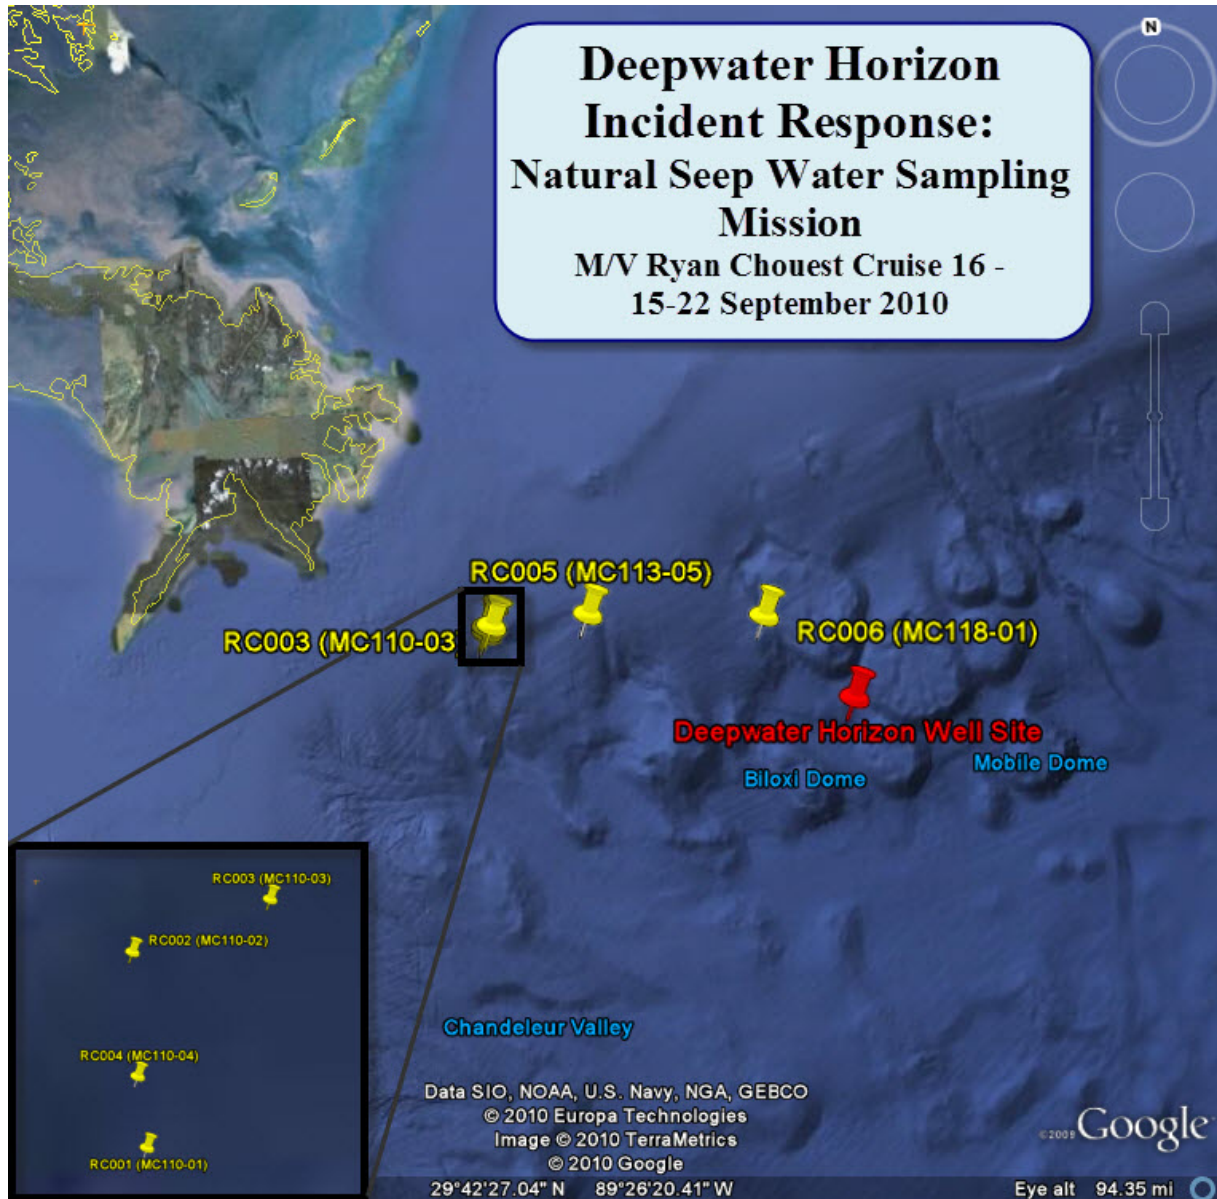 N
Deepwater Horizon
Incident Response:
Natural Seep Water Sampling
Mission
M/V Ryan Chouest Cruise 16 -
15-22 September 2010
RC005 (MC113-05)
RC003 (MC110-03)
RC006 (MC118-01)
Deepwater Horizon Well Site
Mobile Dome
Biloxi Dome
RC003 (MC110-03)
RC002 (MC110-02)
RC004 (MC110-04)
RC001 (MC110-01)
Chandeleur Valley
Data SIO, NOAA, U.S. Navy, NGA, GEBCO
© 2010 Europa Technologies
Image © 2010 TerraMetrics
© 2010 Google
©2009 Google
29°42'27.04" N 89°26'20.41" W
Eye alt 94.35 mi